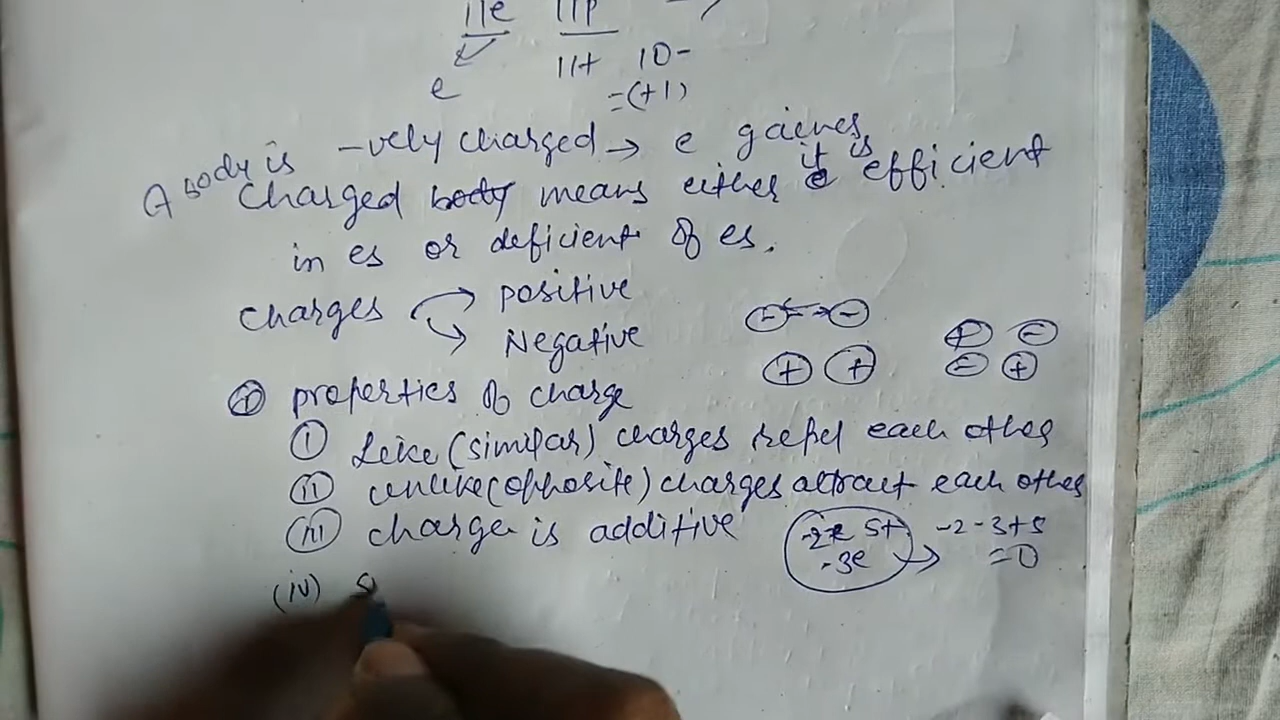 11e 11p
11+ 10-
e =(+1)
-vely charged → e gaines
A body is charged body means either it is efficient
in es or deficient of es.
charges → positive
→ Negative
properties of charge
(i) Like (similar) charges repel each other
(ii) unlike (opposite) charges attract each other
(iii) charge is additive
-2e 5+ -2-3+5
-3e → =0
(iv)
- -
+ +
+ -
- +